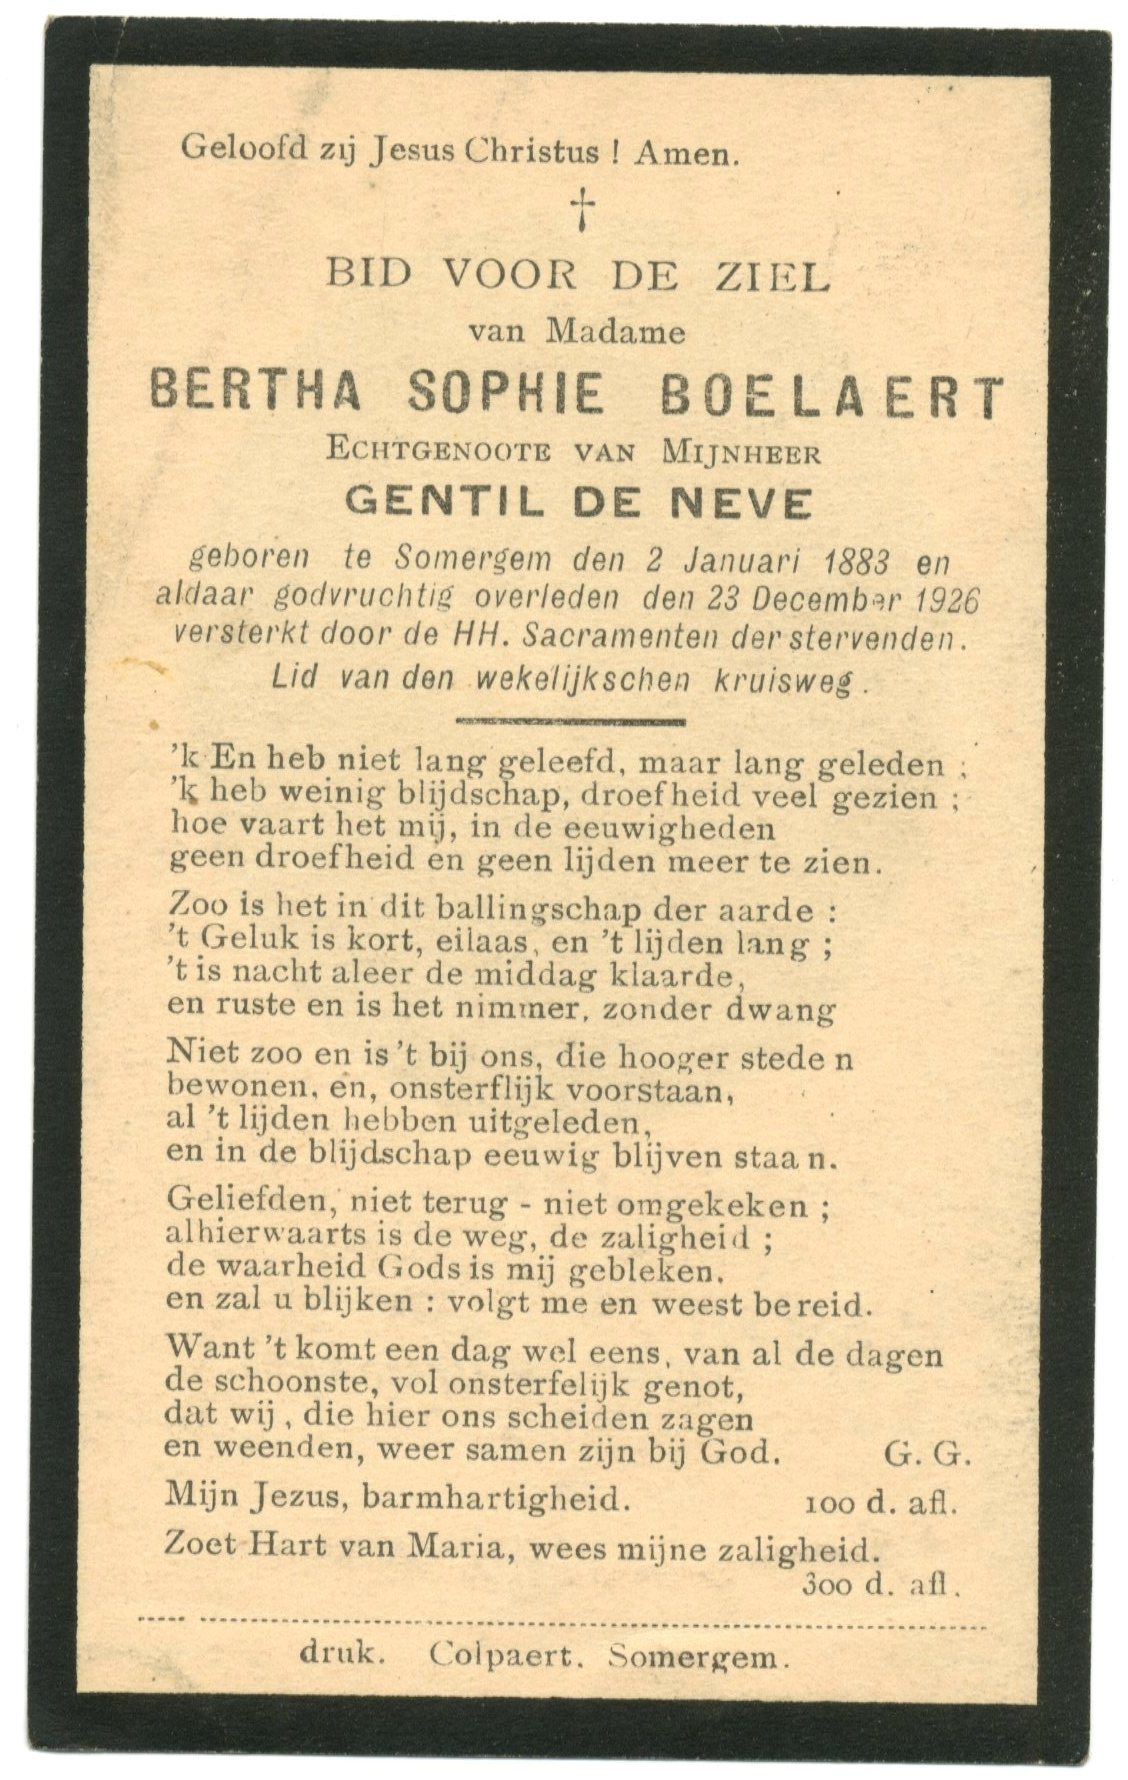 Geloofd zij Jesus Christus ! Amen.
†
BID VOOR DE ZIEL
van Madame
BERTHA SOPHIE BOELAERT
ECHTGENOOTE VAN MIJNHEER
GENTIL DE NEVE
geboren te Somergem den 2 Januari 1883 en
aldaar godvruchtig overleden den 23 December 1926
versterkt door de HH. Sacramenten der stervenden.
Lid van den wekelijkschen kruisweg.
'k En heb niet lang geleefd, maar lang geleden ;
'k heb weinig blijdschap, droefheid veel gezien ;
hoe vaart het mij, in de eeuwigheden
geen droefheid en geen lijden meer te zien.
Zoo is het in dit ballingschap der aarde :
't Geluk is kort, eilaas, en 't lijden lang ;
't is nacht aleer de middag klaarde,
en ruste en is het nimmer, zonder dwang
Niet zoo en is 't bij ons, die hooger steden
bewonen, en, onsterflijk voorstaan,
al 't lijden hebben uitgeleden,
en in de blijdschap eeuwig blijven staan.
Geliefden, niet terug - niet omgekeken ;
alhierwaarts is de weg, de zaligheid ;
de waarheid Gods is mij gebleken.
en zal u blijken : volgt me en weest bereid.
Want 't komt een dag wel eens, van al de dagen
de schoonste, vol onsterfelijk genot,
dat wij, die hier ons scheiden zagen
en weenden, weer samen zijn bij God. G. G.
Mijn Jezus, barmhartigheid. 100 d. afl.
Zoet Hart van Maria, wees mijne zaligheid.
300 d. afl.
druk. Colpaert. Somergem.